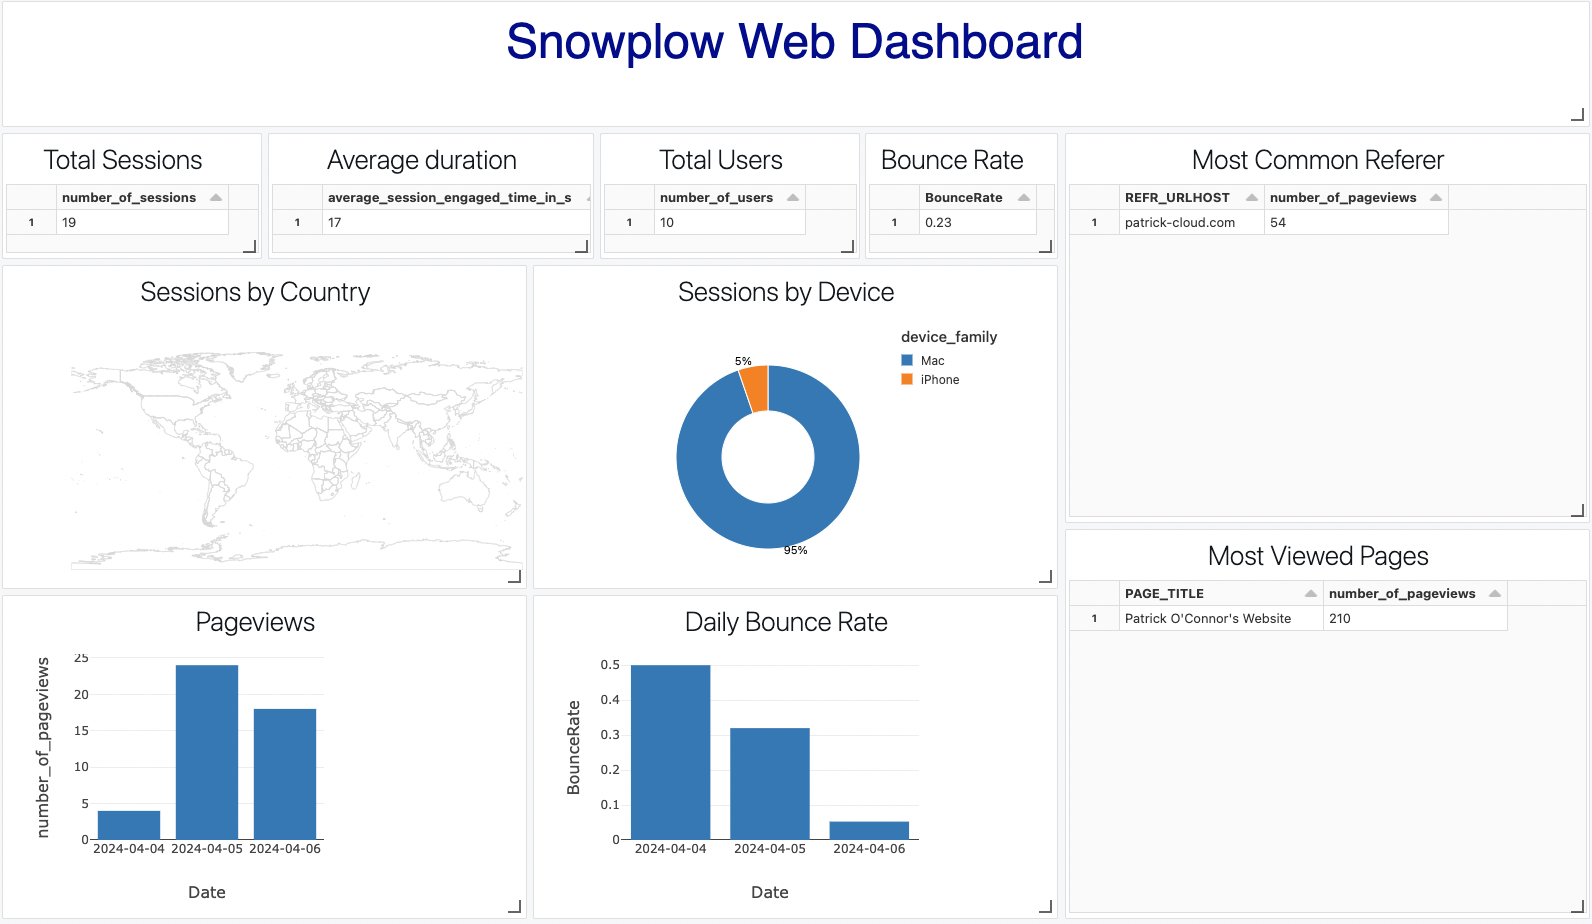 Snowplow Web Dashboard
Total Sessions
number_of_sessions
1 19
Average duration
average_session_engaged_time_in_s
1 17
Total Users
number_of_users
1 10
Bounce Rate
BounceRate
1 0.23
Most Common Referer
REFR_URLHOST number_of_pageviews
1 patrick-cloud.com 54
Sessions by Country
Sessions by Device
device_family
Mac
iPhone
5%
95%
Most Viewed Pages
PAGE_TITLE number_of_pageviews
1 Patrick O'Connor's Website 210
Pageviews
number_of_pageviews
25
20
15
10
5
0
2024-04-04 2024-04-05 2024-04-06
Date
Daily Bounce Rate
BounceRate
0.5
0.4
0.3
0.2
0.1
0
2024-04-04 2024-04-05 2024-04-06
Date